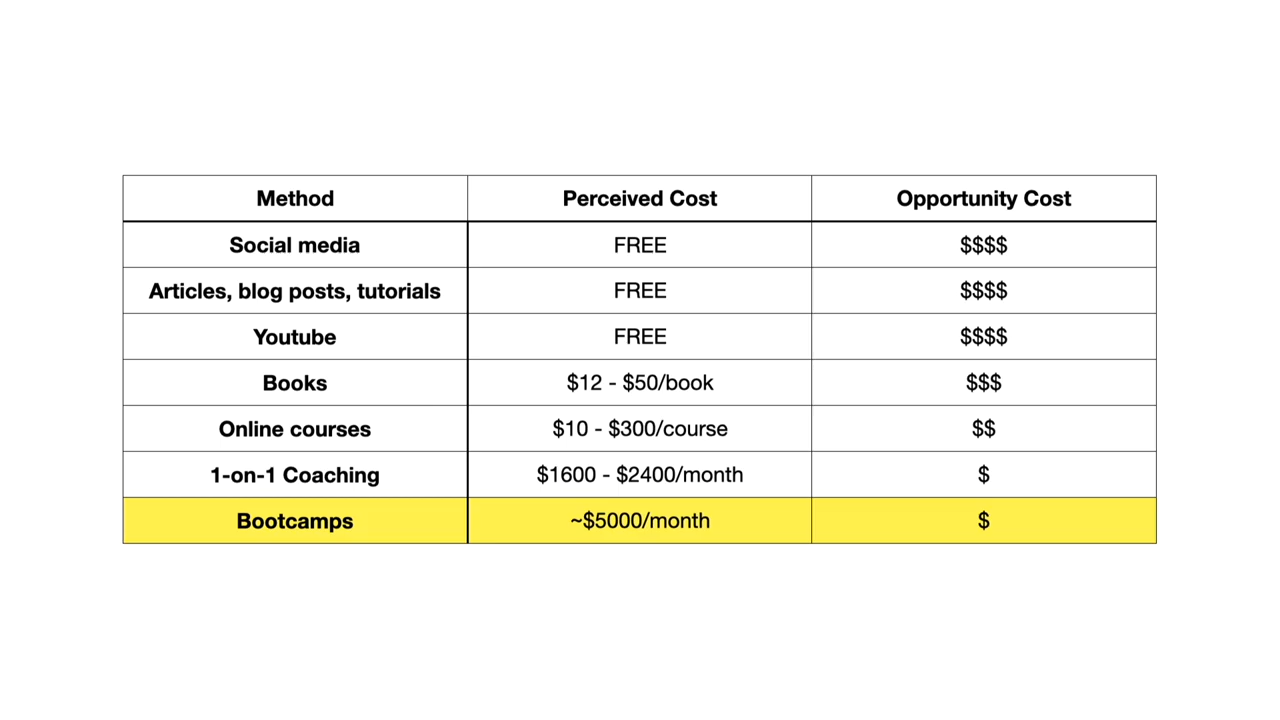 Method Perceived Cost Opportunity Cost
Social media FREE $$$$
Articles, blog posts, tutorials FREE $$$$
Youtube FREE $$$$
Books $12 - $50/book $$$
Online courses $10 - $300/course $$
1-on-1 Coaching $1600 - $2400/month $
Bootcamps ~$5000/month $